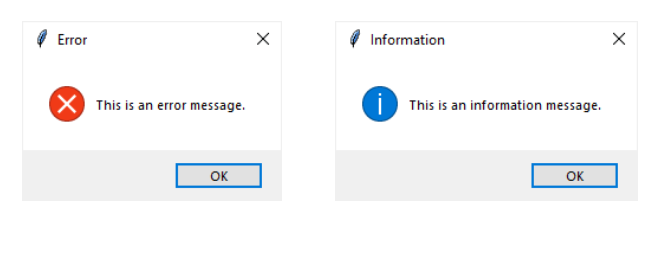 Error
This is an error message.
OK
Information
This is an information message.
OK